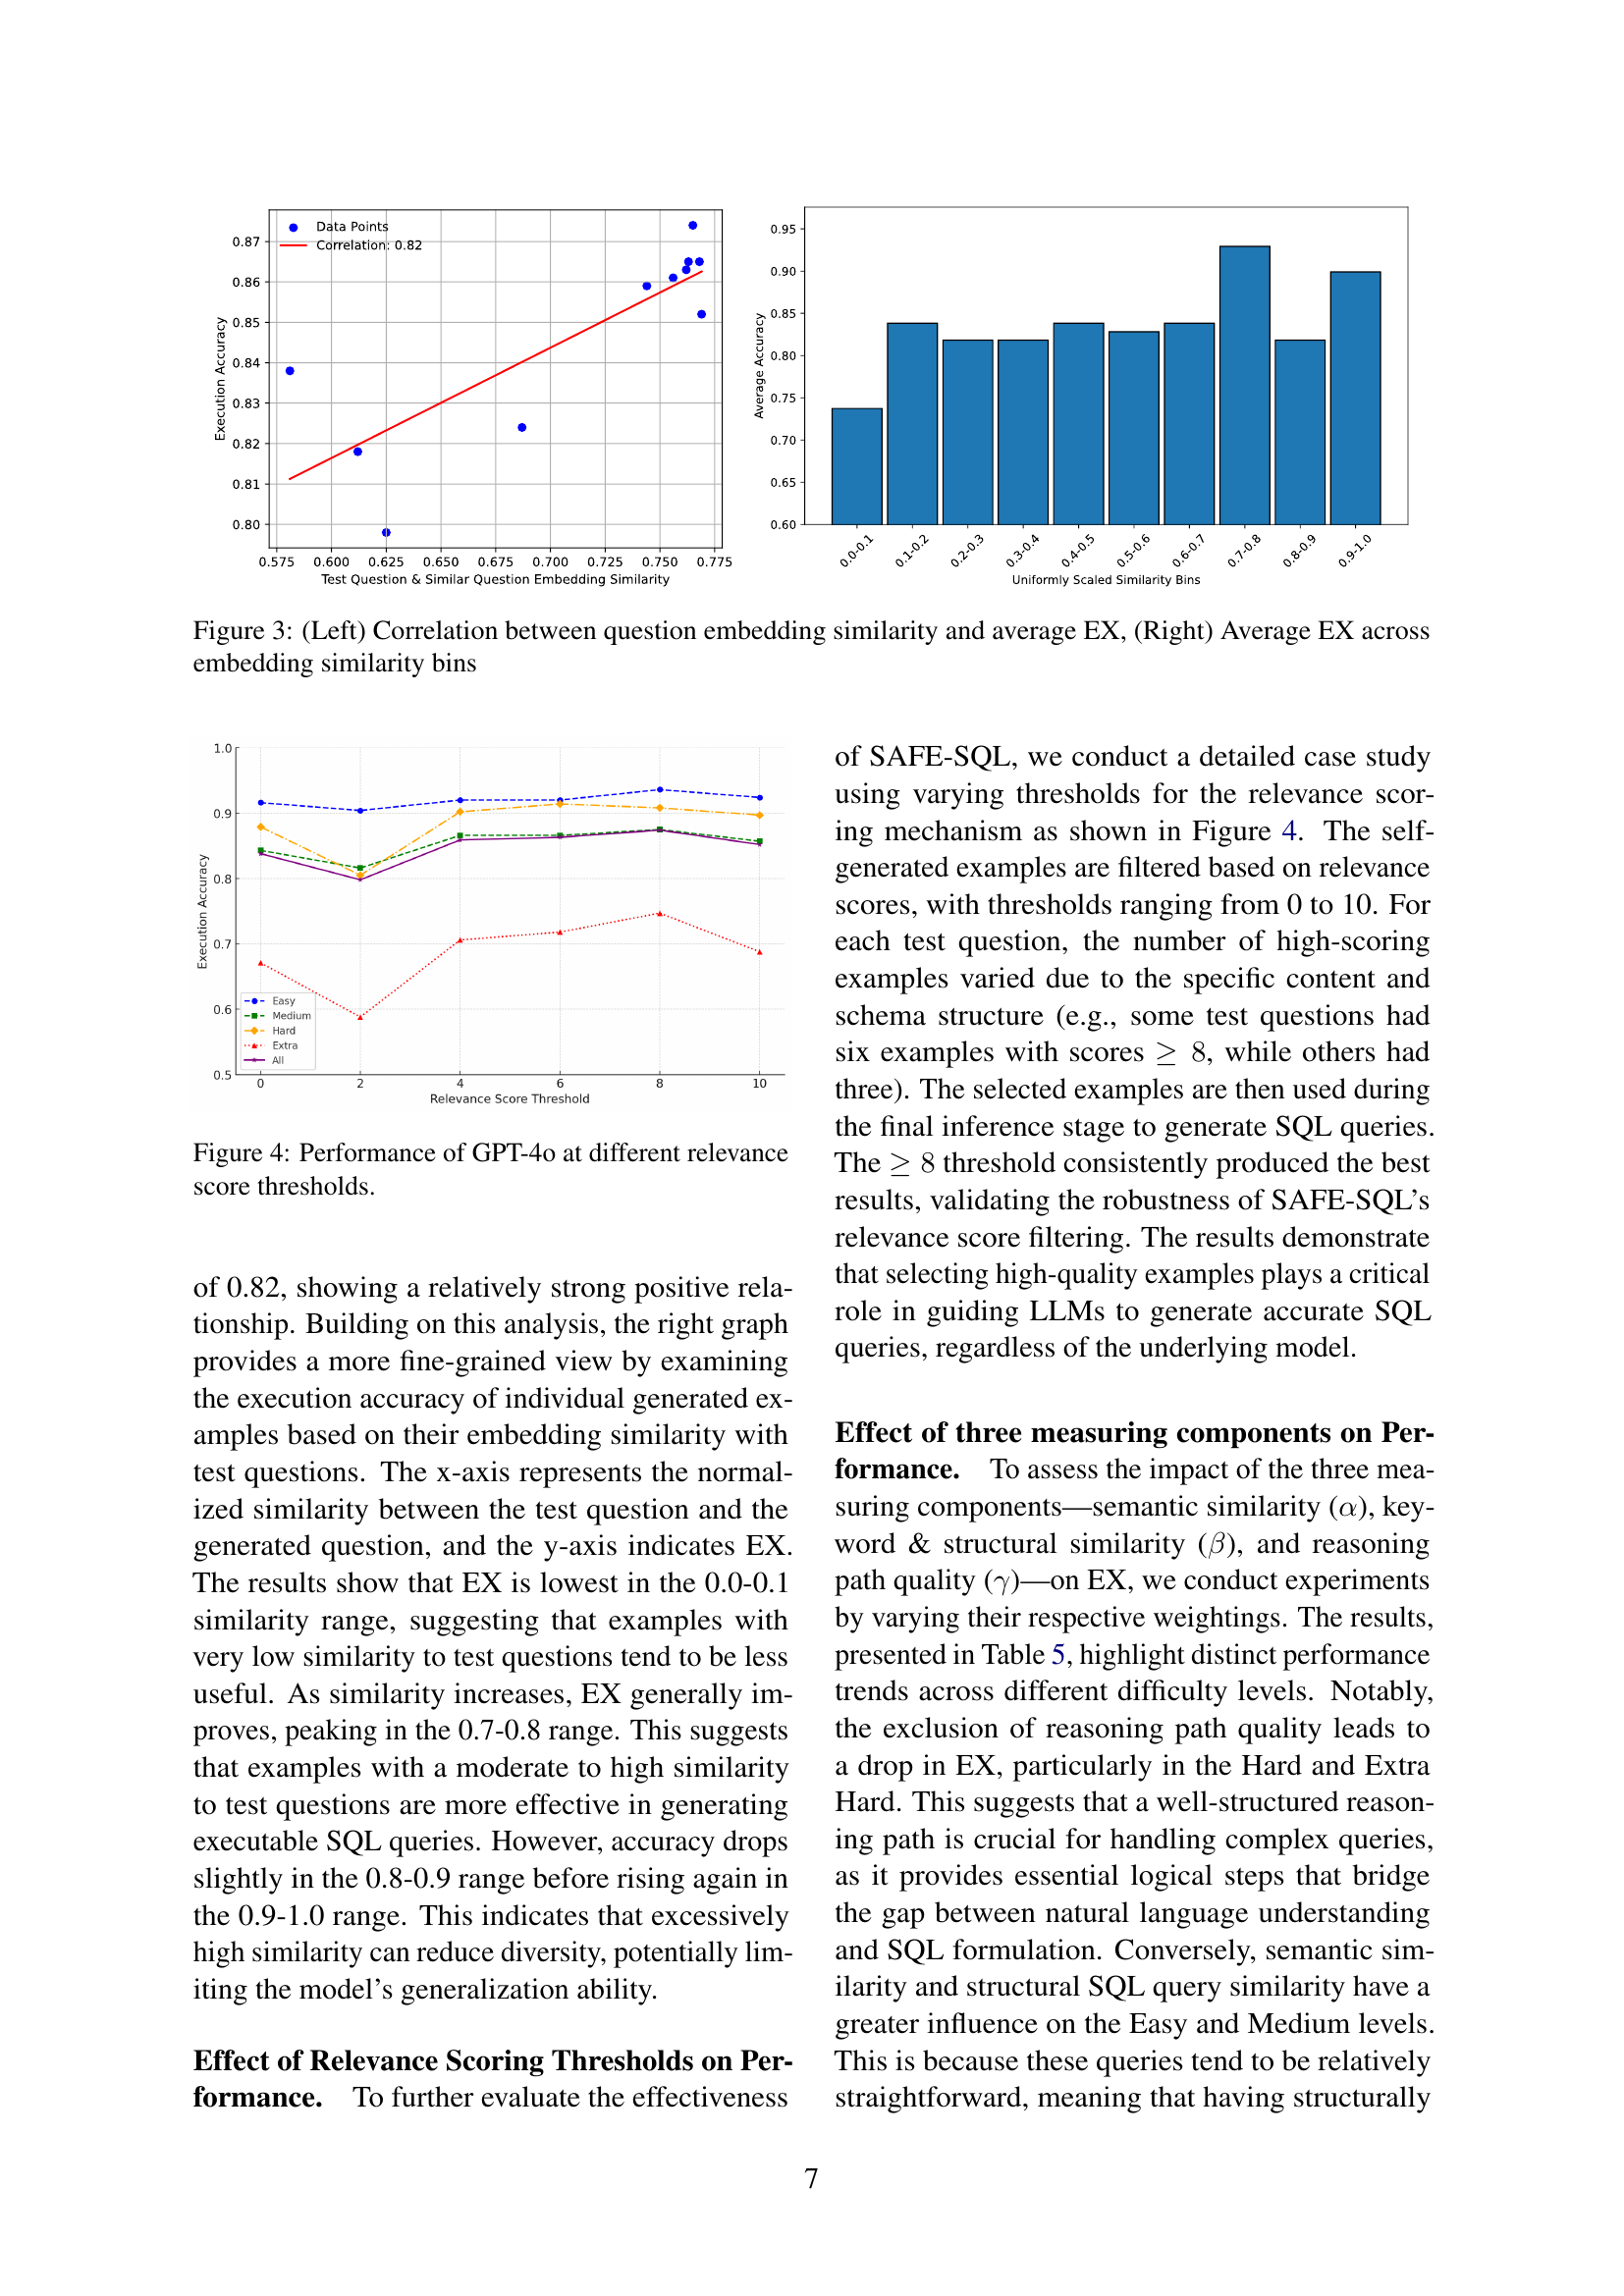 Data Points
Correlation: 0.82
0.87
0.86
0.85
0.84
0.83
0.82
0.81
0.80
Execution Accuracy
0.575 0.600 0.625 0.650 0.675 0.700 0.725 0.750 0.775
Test Question & Similar Question Embedding Similarity
0.95
0.90
0.85
0.80
0.75
0.70
0.65
0.60
Average Accuracy
0.0-0.1 0.1-0.2 0.2-0.3 0.3-0.4 0.4-0.5 0.5-0.6 0.6-0.7 0.7-0.8 0.8-0.9 0.9-1.0
Uniformly Scaled Similarity Bins
Figure 3: (Left) Correlation between question embedding similarity and average EX, (Right) Average EX across
embedding similarity bins
1.0
0.9
0.8
0.7
0.6
0.5
Execution Accuracy
Easy
Medium
Hard
Extra
All
0 2 4 6 8 10
Relevance Score Threshold
Figure 4: Performance of GPT-4o at different relevance
score thresholds.
of 0.82, showing a relatively strong positive rela-
tionship. Building on this analysis, the right graph
provides a more fine-grained view by examining
the execution accuracy of individual generated ex-
amples based on their embedding similarity with
test questions. The x-axis represents the normal-
ized similarity between the test question and the
generated question, and the y-axis indicates EX.
The results show that EX is lowest in the 0.0-0.1
similarity range, suggesting that examples with
very low similarity to test questions tend to be less
useful. As similarity increases, EX generally im-
proves, peaking in the 0.7-0.8 range. This suggests
that examples with a moderate to high similarity
to test questions are more effective in generating
executable SQL queries. However, accuracy drops
slightly in the 0.8-0.9 range before rising again in
the 0.9-1.0 range. This indicates that excessively
high similarity can reduce diversity, potentially lim-
iting the model's generalization ability.
Effect of Relevance Scoring Thresholds on Per-
formance. To further evaluate the effectiveness
of SAFE-SQL, we conduct a detailed case study
using varying thresholds for the relevance scor-
ing mechanism as shown in Figure 4. The self-
generated examples are filtered based on relevance
scores, with thresholds ranging from 0 to 10. For
each test question, the number of high-scoring
examples varied due to the specific content and
schema structure (e.g., some test questions had
six examples with scores ≥ 8, while others had
three). The selected examples are then used during
the final inference stage to generate SQL queries.
The ≥ 8 threshold consistently produced the best
results, validating the robustness of SAFE-SQL's
relevance score filtering. The results demonstrate
that selecting high-quality examples plays a critical
role in guiding LLMs to generate accurate SQL
queries, regardless of the underlying model.
Effect of three measuring components on Per-
formance. To assess the impact of the three mea-
suring components—semantic similarity (α), key-
word & structural similarity (β), and reasoning
path quality (γ)—on EX, we conduct experiments
by varying their respective weightings. The results,
presented in Table 5, highlight distinct performance
trends across different difficulty levels. Notably,
the exclusion of reasoning path quality leads to
a drop in EX, particularly in the Hard and Extra
Hard. This suggests that a well-structured reason-
ing path is crucial for handling complex queries,
as it provides essential logical steps that bridge
the gap between natural language understanding
and SQL formulation. Conversely, semantic sim-
ilarity and structural SQL query similarity have a
greater influence on the Easy and Medium levels.
This is because these queries tend to be relatively
straightforward, meaning that having structurally
7